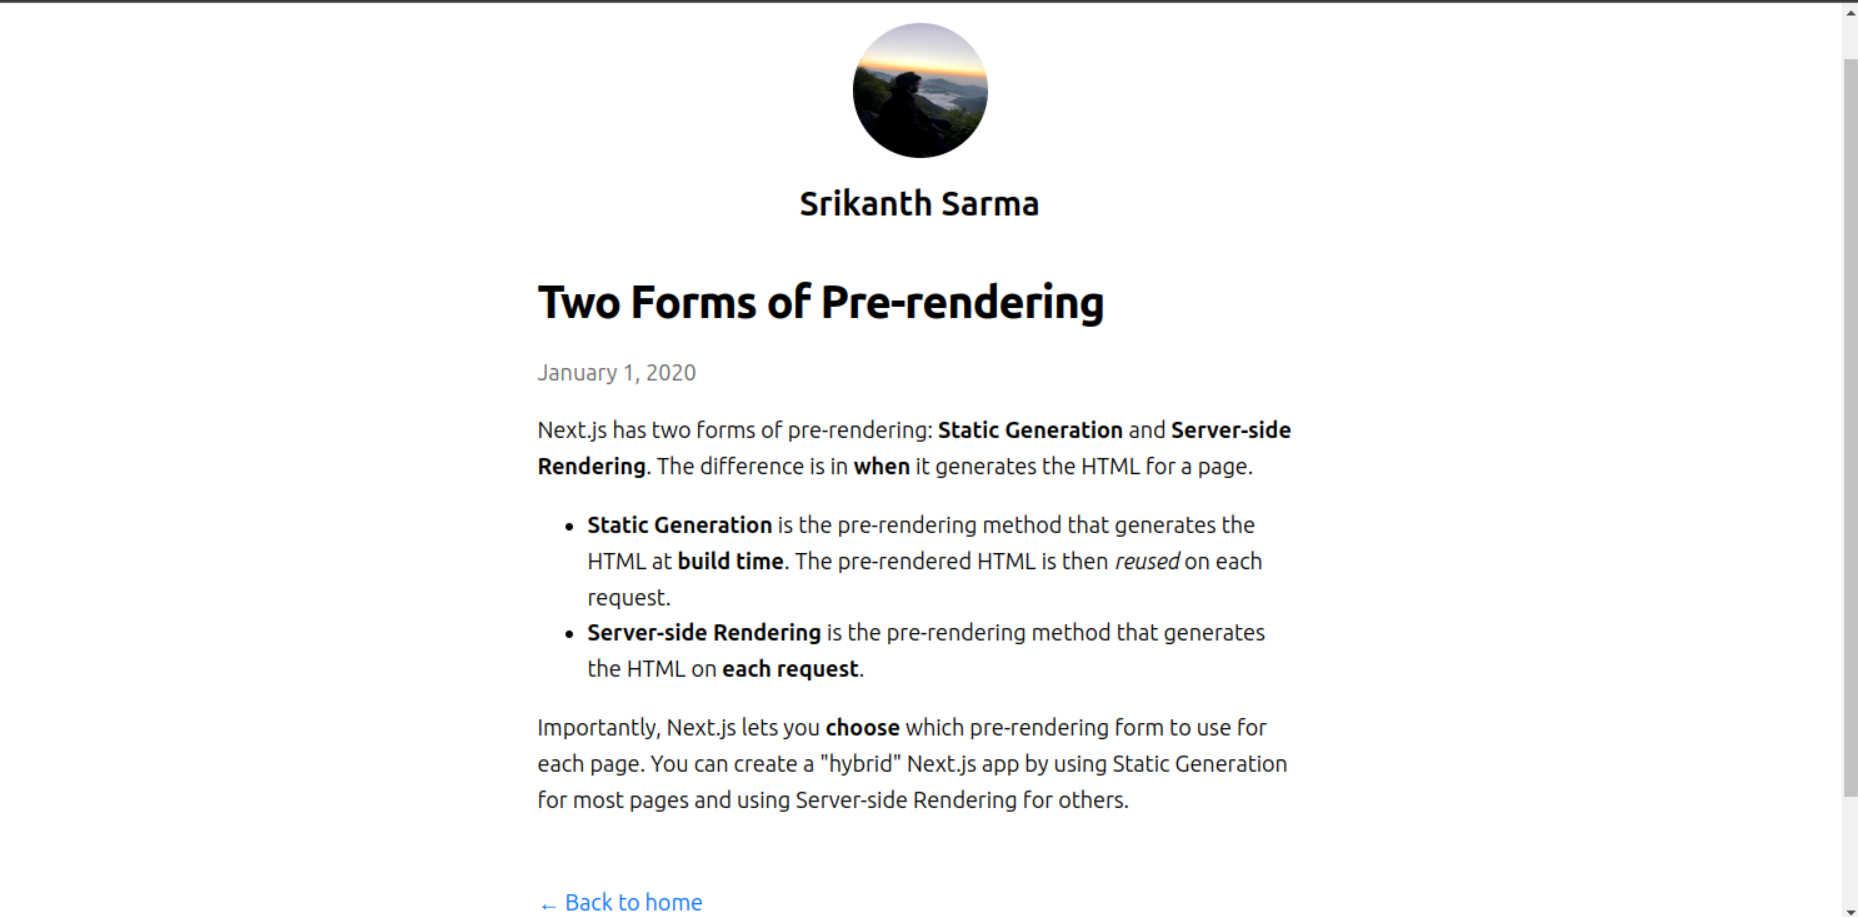 Srikanth Sarma
Two Forms of Pre-rendering
January 1, 2020
Next.js has two forms of pre-rendering: Static Generation and Server-side
Rendering. The difference is in when it generates the HTML for a page.
• Static Generation is the pre-rendering method that generates the
HTML at build time. The pre-rendered HTML is then reused on each
request.
• Server-side Rendering is the pre-rendering method that generates
the HTML on each request.
Importantly, Next.js lets you choose which pre-rendering form to use for
each page. You can create a "hybrid" Next.js app by using Static Generation
for most pages and using Server-side Rendering for others.
← Back to home